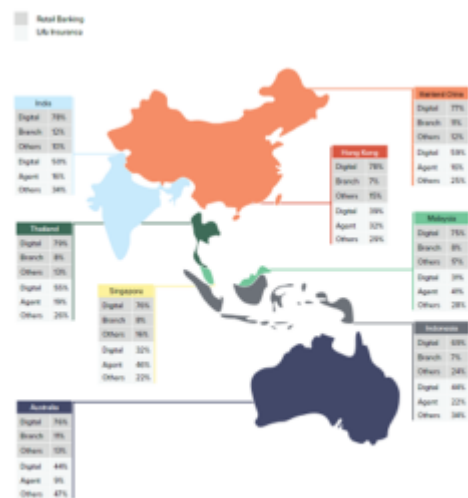 Retail Banking
Life Insurance
India
Digital 78%
Branch 12%
Others 10%
Digital 50%
Agent 16%
Others 34%
Mainland China
Digital 77%
Branch 11%
Others 12%
Digital 59%
Agent
Others 25%
Hong Kong
Digital 78%
Branch 7%
Others 15%
Digital 39%
Agent 32%
Others
Thailand
Digital 79%
Branch 8%
Others 13%
Digital 55%
Agent 19%
Others 26%
Malaysia
Digital 75%
Branch 8%
Others 17%
Digital 31%
Agent 41%
Others 28%
Singapore
Digital 76%
Branch 8%
Others 16%
Digital 32%
Agent 46%
Others 22%
Indonesia
Digital 69%
Branch 7%
Others 24%
Digital 44%
Agent 22%
Others 34%
Australia
Digital 76%
Branch 11%
Others 13%
Digital 44%
Agent 9%
Others 47%